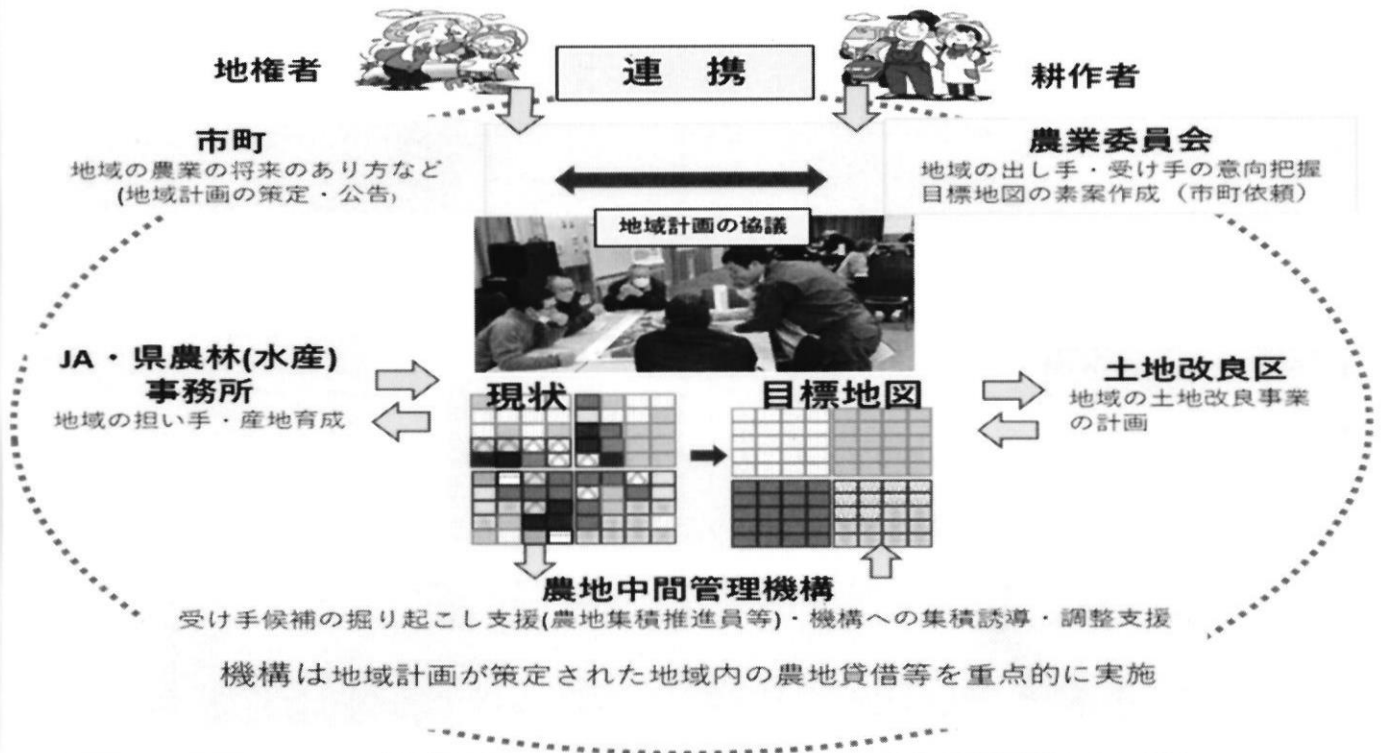 地権者
連 携
耕作者
市町
地域の農業の将来のあり方など
(地域計画の策定・公告)
農業委員会
地域の出し手・受け手の意向把握
目標地図の素案作成（市町依頼）
地域計画の協議
JA・県農林(水産)
事務所
地域の担い手・産地育成
現状
目標地図
土地改良区
地域の土地改良事業
の計画
農地中間管理機構
受け手候補の掘り起こし支援(農地集積推進員等)・機構への集積誘導・調整支援
機構は地域計画が策定された地域内の農地貸借等を重点的に実施